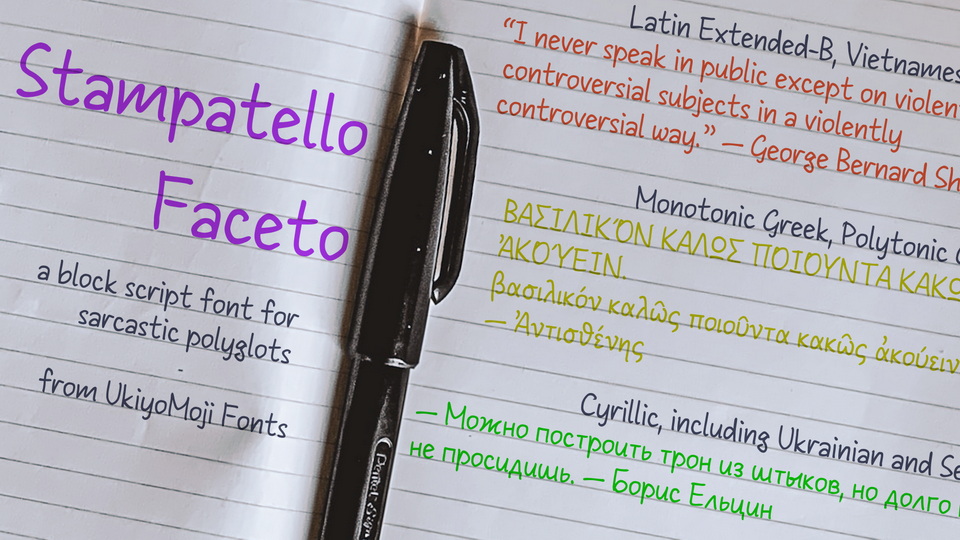 Stampatello
Faceto
a block script font for
sarcastic polyglots
-
from UkiyoMoji Fonts
Pentel Sign
Latin Extended-B, Vietnames
“I never speak in public except on violen
controversial subjects in a violently
controversial way.” — George Bernard Sh
Monotonic Greek, Polytonic
ΒΑΣΙΛΙΚΌΝ ΚΑΛΩΣ ΠΟΙΟΥΝΤΑ ΚΑΚΩ
ἈΚΟΎΕΙΝ.
βασιλικόν καλῶς ποιοῦντα κακῶς ἀκούειν
— Ἀντισθένης
Cyrillic, including Ukrainian and Se
— Можно построить трон из штыков, но долго
не просидишь. — Борис Ельцин